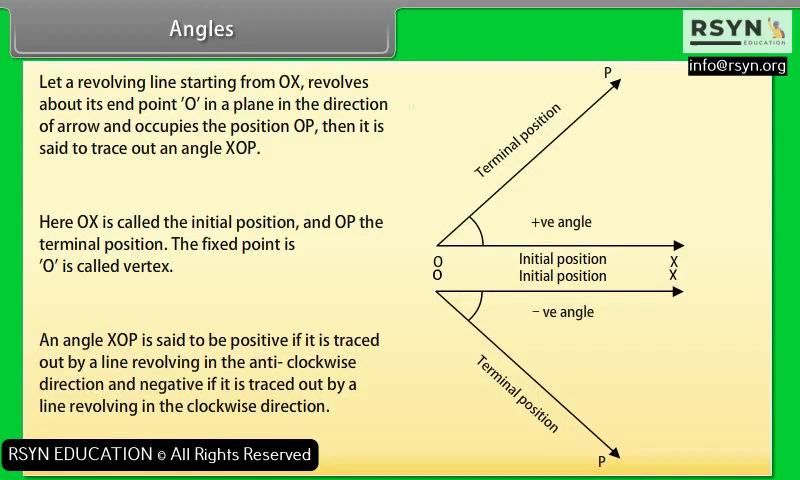 Angles
RSYN
EDUCATION
info@rsyn.org
Let a revolving line starting from OX, revolves
about its end point ‘O’ in a plane in the direction
of arrow and occupies the position OP, then it is
said to trace out an angle XOP.
Here OX is called the initial position, and OP the
terminal position. The fixed point is
‘O’ is called vertex.
An angle XOP is said to be positive if it is traced
out by a line revolving in the anti- clockwise
direction and negative if it is traced out by a
line revolving in the clockwise direction.
P
Terminal position
+ve angle
O Initial position X
O Initial position X
– ve angle
Terminal position
P
RSYN EDUCATION © All Rights Reserved